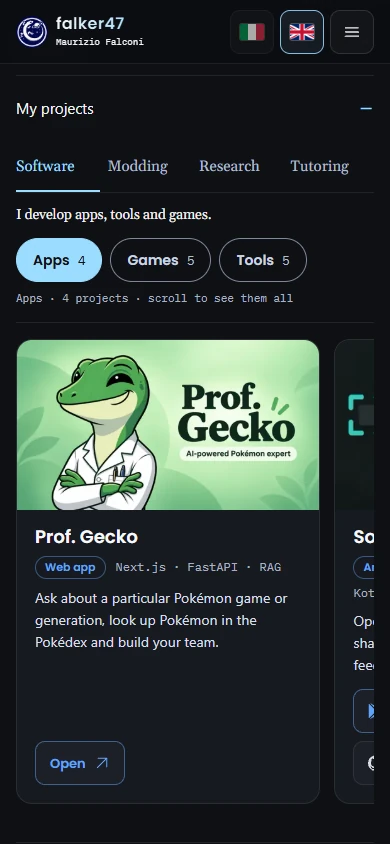 falker47
Maurizio Falconi
My projects
Software Modding Research Tutoring
I develop apps, tools and games.
Apps 4 Games 5 Tools 5
Apps · 4 projects · scroll to see them all
Prof.
Gecko
AI-powered Pokémon expert
Prof. Gecko
Web app Next.js · FastAPI · RAG
Ask about a particular Pokémon game or
generation, look up Pokémon in the
Pokédex and build your team.
Open